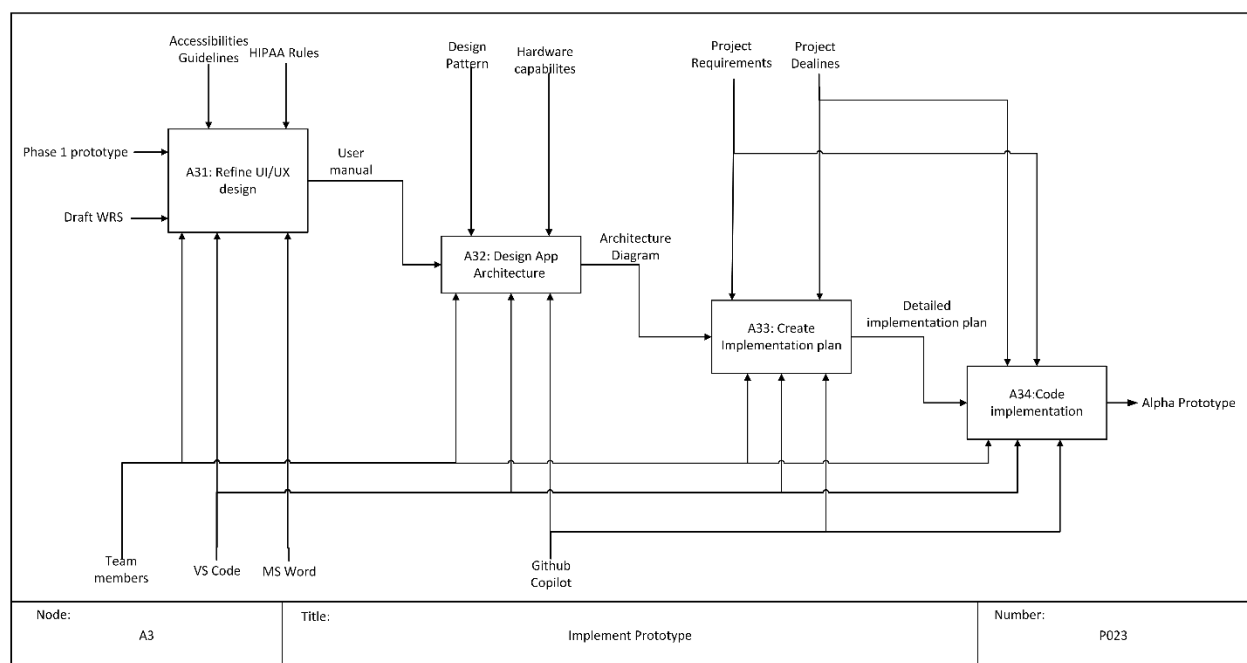 Accessibilities
Guidelines
HIPAA Rules
Design
Pattern
Hardware
capabilites
Project
Requirements
Project
Dealines
Phase 1 prototype
Draft WRS
A31: Refine UI/UX
design
User
manual
A32: Design App
Architecture
Architecture
Diagram
A33: Create
Implementation plan
Detailed
implementation plan
A34:Code
implementation
Alpha Prototype
Team
members
VS Code
MS Word
Github
Copilot
Node:
A3
Title:
Implement Prototype
Number:
P023